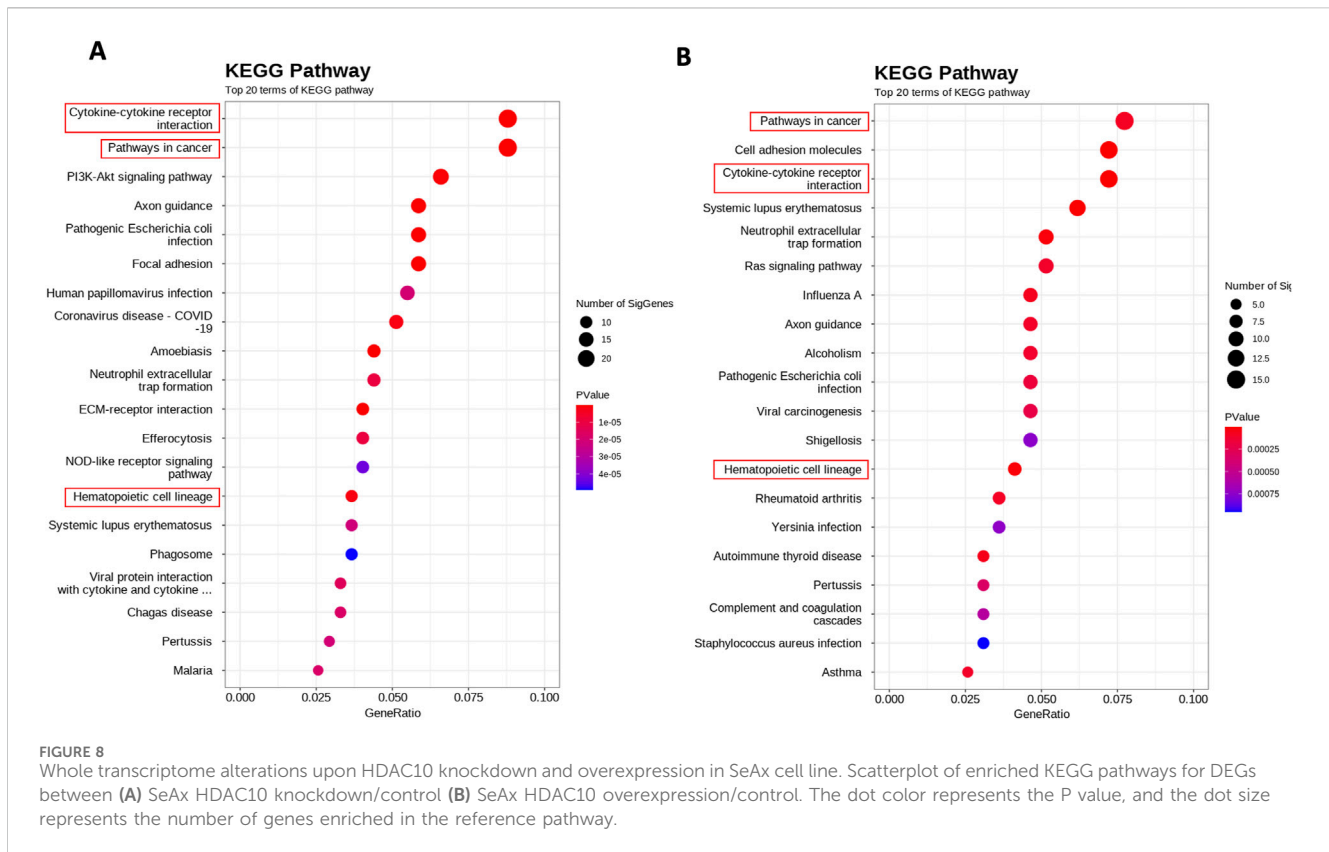 A
KEGG Pathway
Top 20 terms of KEGG pathway
Cytokine-cytokine receptor
interaction
Pathways in cancer
PI3K-Akt signaling pathway
Axon guidance
Pathogenic Escherichia coli
infection
Focal adhesion
Human papillomavirus infection
Coronavirus disease - COVID
-19
Amoebiasis
Neutrophil extracellular
trap formation
ECM-receptor interaction
Efferocytosis
NOD-like receptor signaling
pathway
Hematopoietic cell lineage
Systemic lupus erythematosus
Phagosome
Viral protein interaction
with cytokine and cytokine ...
Chagas disease
Pertussis
Malaria
0.000 0.025 0.050 0.075 0.100
GeneRatio
Number of SigGenes
10
15
20
PValue
1e-05
2e-05
3e-05
4e-05
B
KEGG Pathway
Top 20 terms of KEGG pathway
Pathways in cancer
Cell adhesion molecules
Cytokine-cytokine receptor
interaction
Systemic lupus erythematosus
Neutrophil extracellular
trap formation
Ras signaling pathway
Influenza A
Axon guidance
Alcoholism
Pathogenic Escherichia coli
infection
Viral carcinogenesis
Shigellosis
Hematopoietic cell lineage
Rheumatoid arthritis
Yersinia infection
Autoimmune thyroid disease
Pertussis
Complement and coagulation
cascades
Staphylococcus aureus infection
Asthma
0.000 0.025 0.050 0.075 0.100
GeneRatio
Number of Si
5.0
7.5
10.0
12.5
15.0
PValue
0.00025
0.00050
0.00075
FIGURE 8
Whole transcriptome alterations upon HDAC10 knockdown and overexpression in SeAx cell line. Scatterplot of enriched KEGG pathways for DEGs
between (A) SeAx HDAC10 knockdown/control (B) SeAx HDAC10 overexpression/control. The dot color represents the P value, and the dot size
represents the number of genes enriched in the reference pathway.